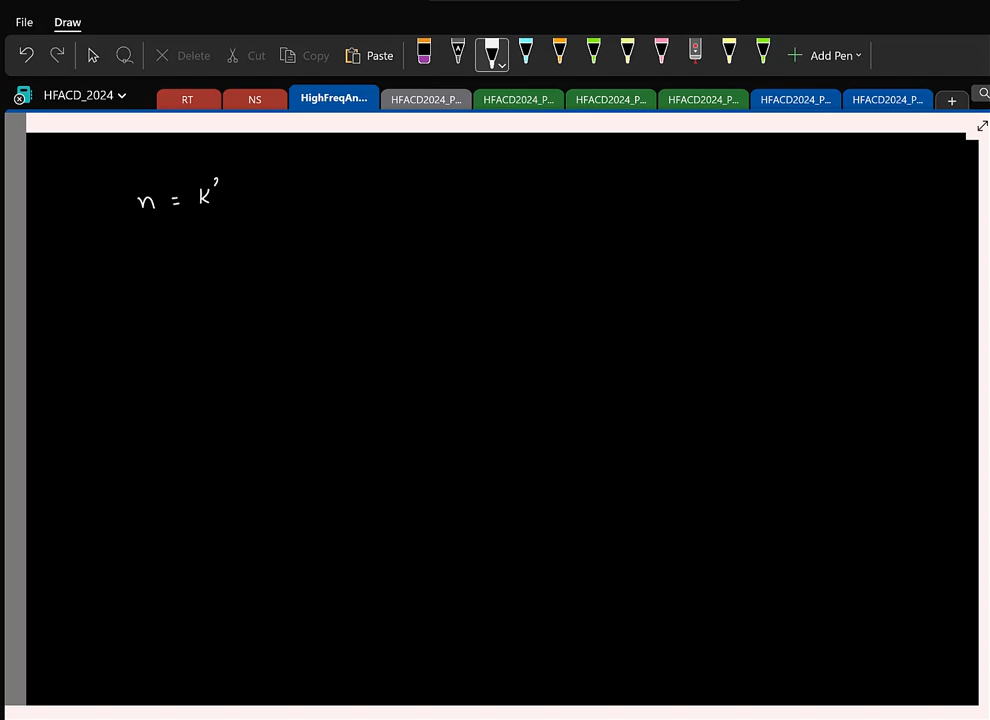 File Draw
Delete Cut Copy Paste Add Pen
HFACD_2024 RT NS HighFreqAn... HFACD2024_P... HFACD2024_P... HFACD2024_P... HFACD2024_P... HFACD2024_P... HFACD2024_P... +
n = k'